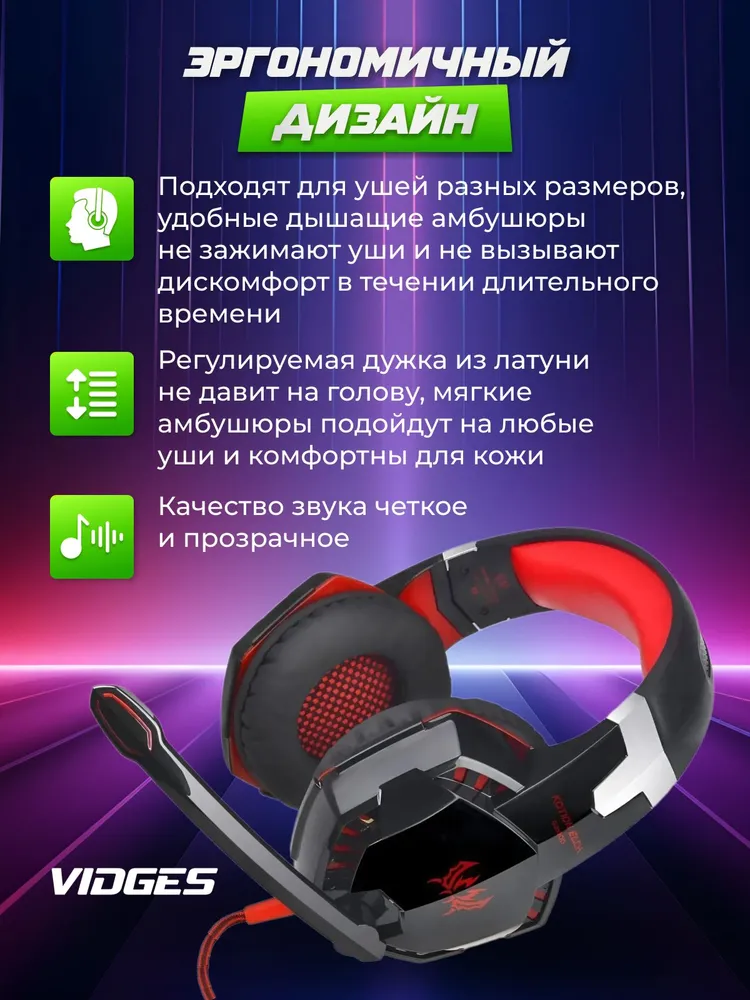 ЭРГОНОМИЧНЫЙ
ДИЗАЙН
Подходят для ушей разных размеров,
удобные дышащие амбушюры
не зажимают уши и не вызывают
дискомфорт в течении длительного
времени
Регулируемая дужка из латуни
не давит на голову, мягкие
амбушюры подойдут на любые
уши и комфортны для кожи
Качество звука четкое
и прозрачное
VIDGES